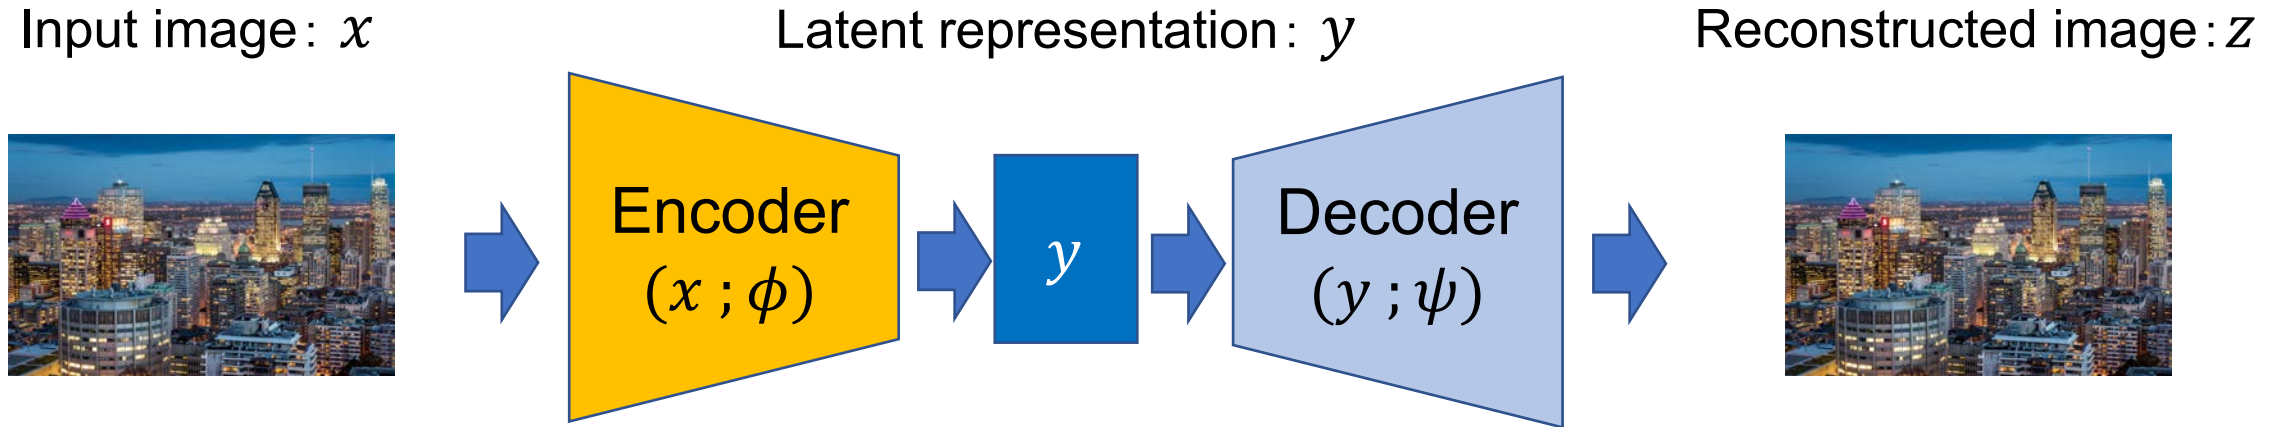 Input image: x
Latent representation: y
Reconstructed image: z
Encoder
(x ; ϕ)
y
Decoder
(y ; ψ)